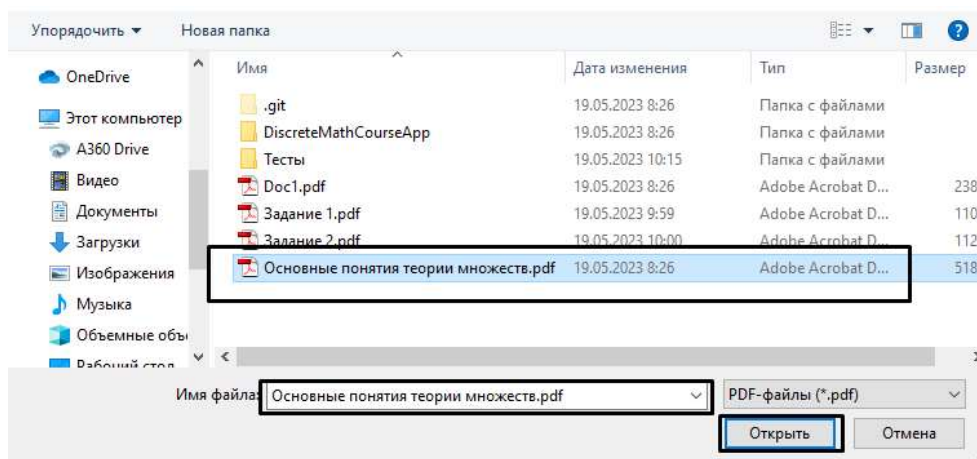 Упорядочить Новая папка ?
Имя Дата изменения Тип Размер
OneDrive
Этот компьютер
A360 Drive
Видео
Документы
Загрузки
Изображения
Музыка
Объемные объ
Рабочий стол
.git 19.05.2023 8:26 Папка с файлами
DiscreteMathCourseApp 19.05.2023 8:26 Папка с файлами
Тесты 19.05.2023 10:15 Папка с файлами
Doc1.pdf 19.05.2023 8:26 Adobe Acrobat D... 238
Задание 1.pdf 19.05.2023 9:59 Adobe Acrobat D... 110
Задание 2.pdf 19.05.2023 10:00 Adobe Acrobat D... 112
Основные понятия теории множеств.pdf 19.05.2023 8:26 Adobe Acrobat D... 518
Имя файла: Основные понятия теории множеств.pdf PDF-файлы (*.pdf)
Открыть Отмена